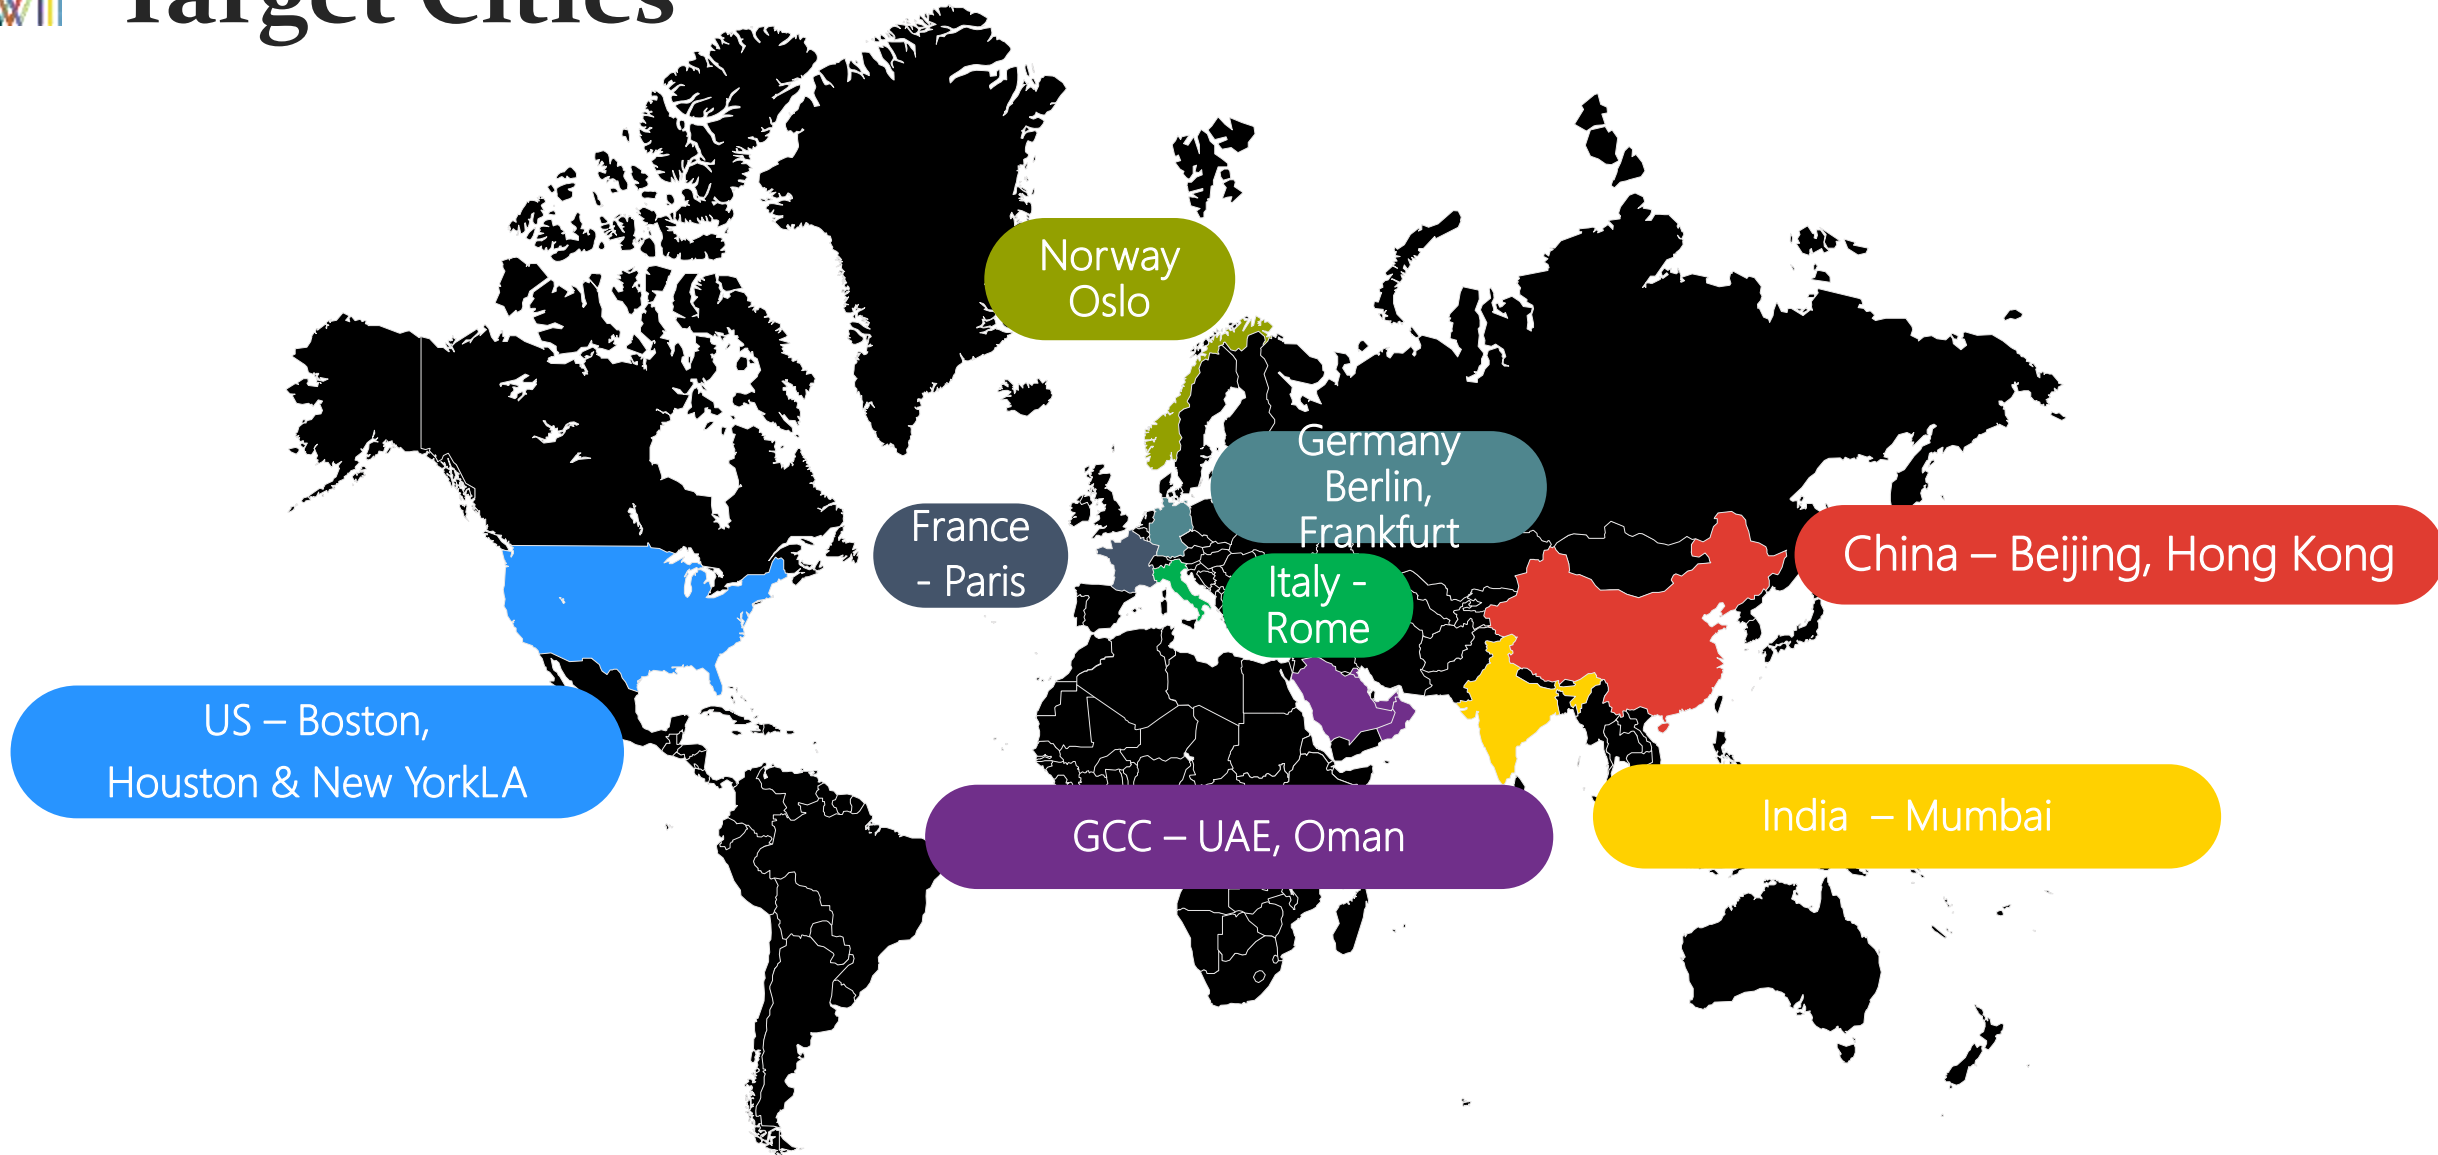 Target Cities
Norway
Oslo
Germany
Berlin,
Frankfurt
France
- Paris
China – Beijing, Hong Kong
Italy -
Rome
US – Boston,
Houston & New YorkLA
GCC – UAE, Oman
India – Mumbai